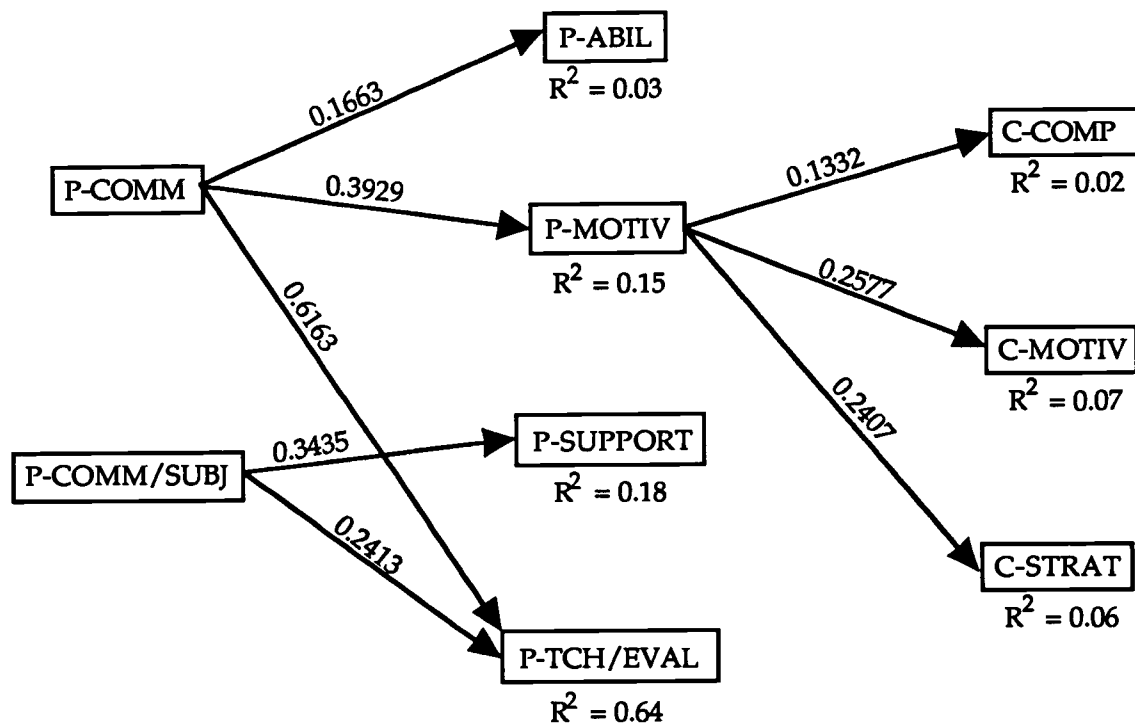 P-ABIL
R² = 0.03
0.1663
C-COMP
R² = 0.02
0.1332
P-COMM
0.3929
P-MOTIV
R² = 0.15
0.2577
0.6163
C-MOTIV
R² = 0.07
0.2407
P-SUPPORT
R² = 0.18
0.3435
P-COMM/SUBJ
0.2413
C-STRAT
R² = 0.06
P-TCH/EVAL
R² = 0.64